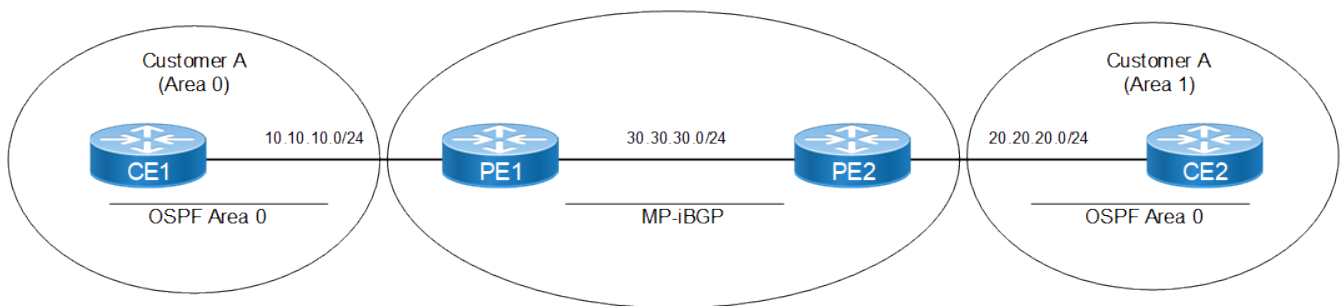 Customer A
(Area 0)
Customer A
(Area 1)
10.10.10.0/24
30.30.30.0/24
20.20.20.0/24
CE1
PE1
PE2
CE2
OSPF Area 0
MP-iBGP
OSPF Area 0